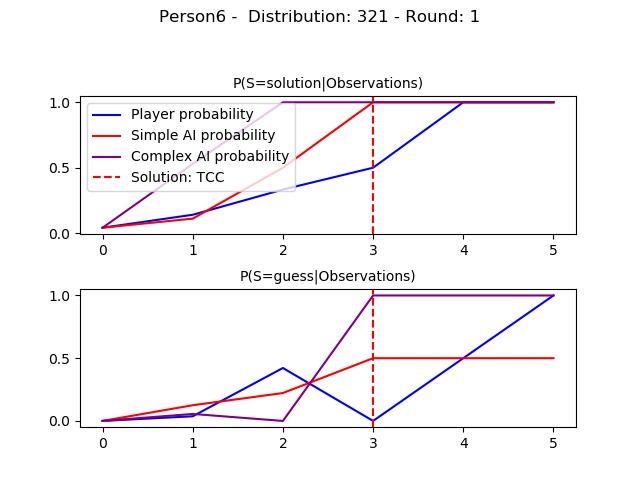 Person6 -  Distribution: 321 - Round: 1
P(S=solution|Observations)
1.0
0.5
0.0
Player probability
Simple AI probability
Complex AI probability
Solution: TCC
0 1 2 3 4 5
P(S=guess|Observations)
1.0
0.5
0.0
0 1 2 3 4 5